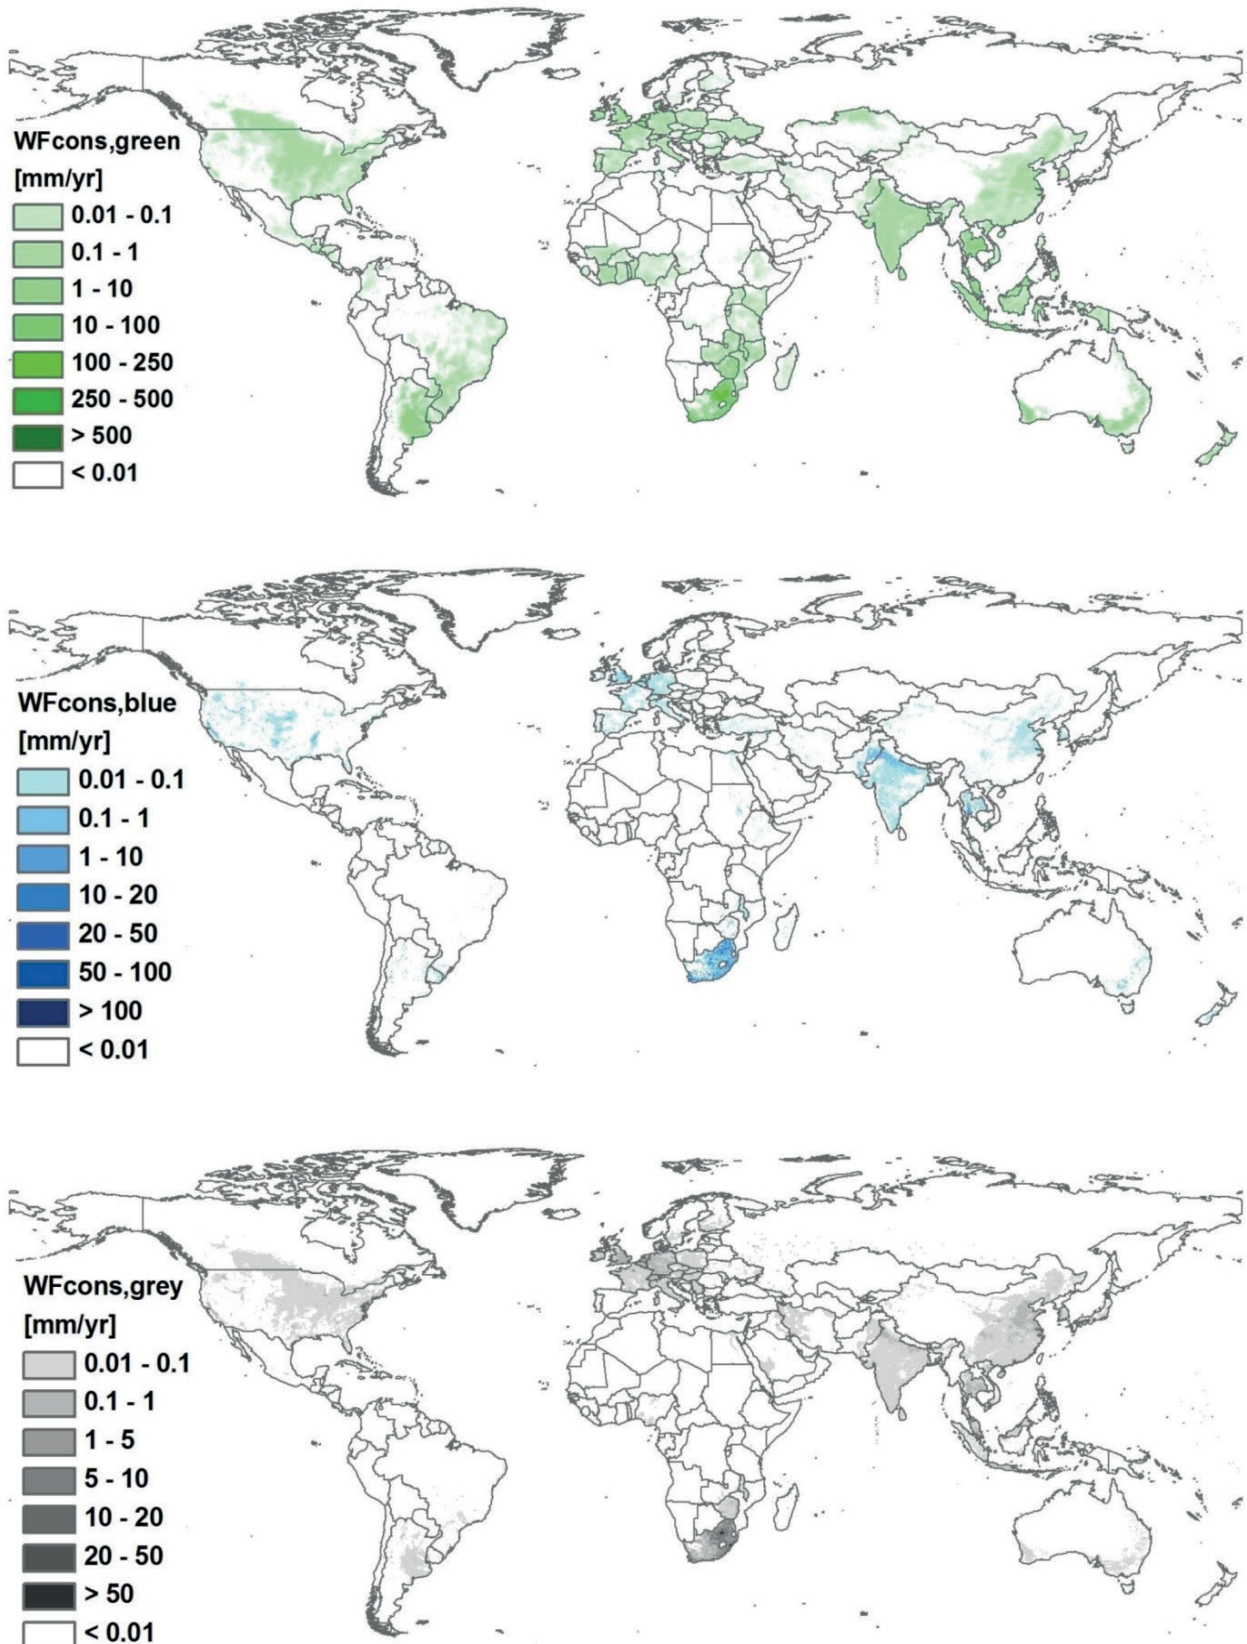 WFcons,green
[mm/yr]
0.01 - 0.1
0.1 - 1
1 - 10
10 - 100
100 - 250
250 - 500
> 500
< 0.01
WFcons,blue
[mm/yr]
0.01 - 0.1
0.1 - 1
1 - 10
10 - 20
20 - 50
50 - 100
> 100
< 0.01
WFcons,grey
[mm/yr]
0.01 - 0.1
0.1 - 1
1 - 5
5 - 10
10 - 20
20 - 50
> 50
< 0.01